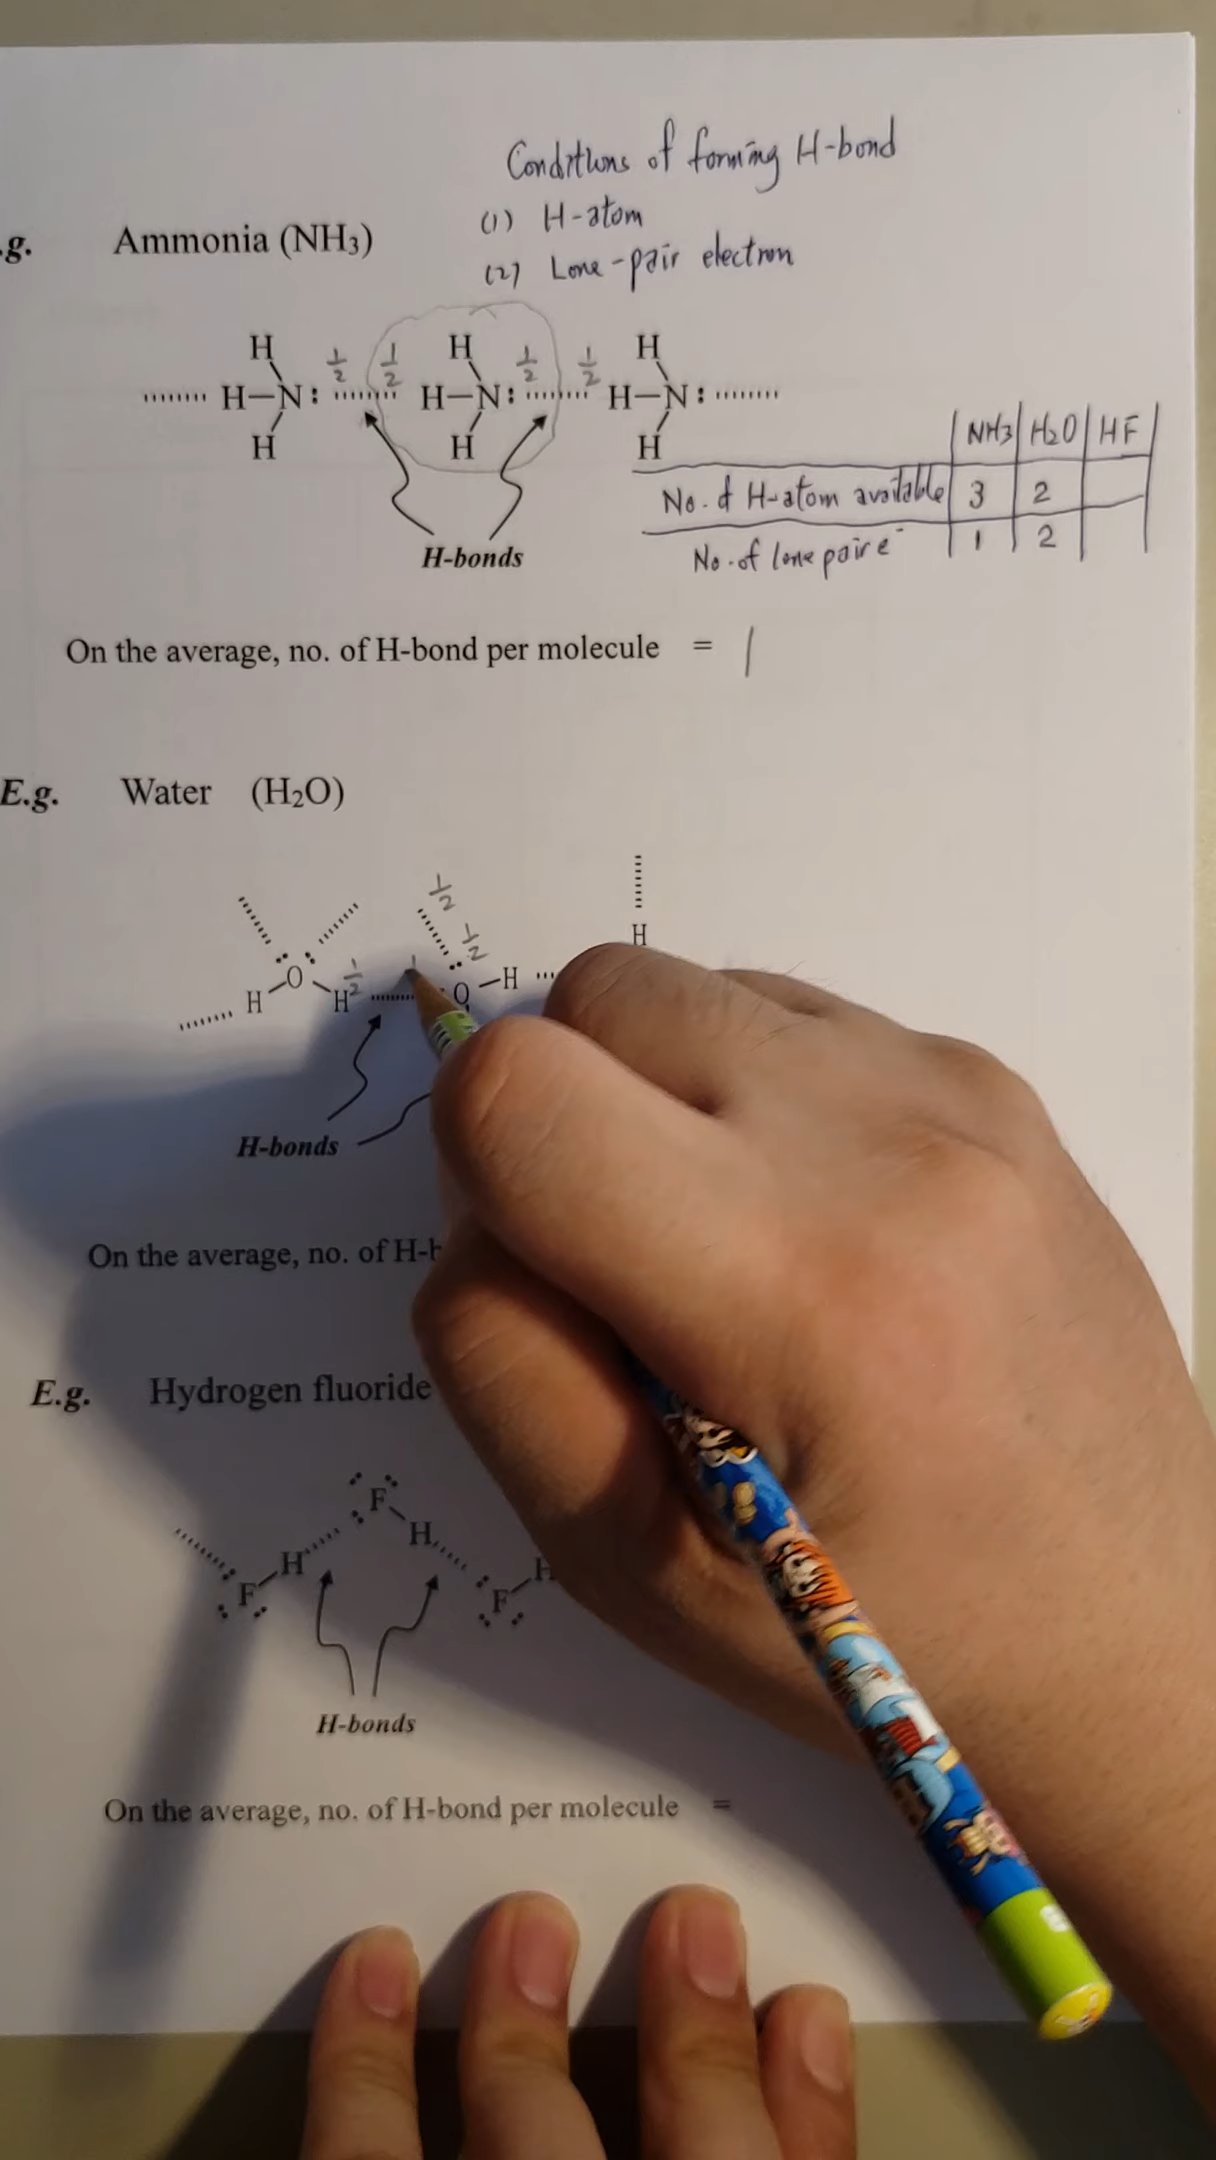 Conditions of forming H-bond
(1) H-atom
.g. Ammonia (NH₃)
(2) Lone-pair electron
H H H
1/2 1/2 1/2 1/2
H–N: H–N: H–N:
H H H
NH3 H2O HF
No. of H-atom available 3 2
No. of lone pair e⁻ 1 2
H-bonds
On the average, no. of H-bond per molecule = 1
E.g. Water (H₂O)
1/2
1/2
H
H–O–H 1/2 O–H
H-bonds
On the average, no. of H-b
E.g. Hydrogen fluoride
F
H
H
F F H
H-bonds
On the average, no. of H-bond per molecule =